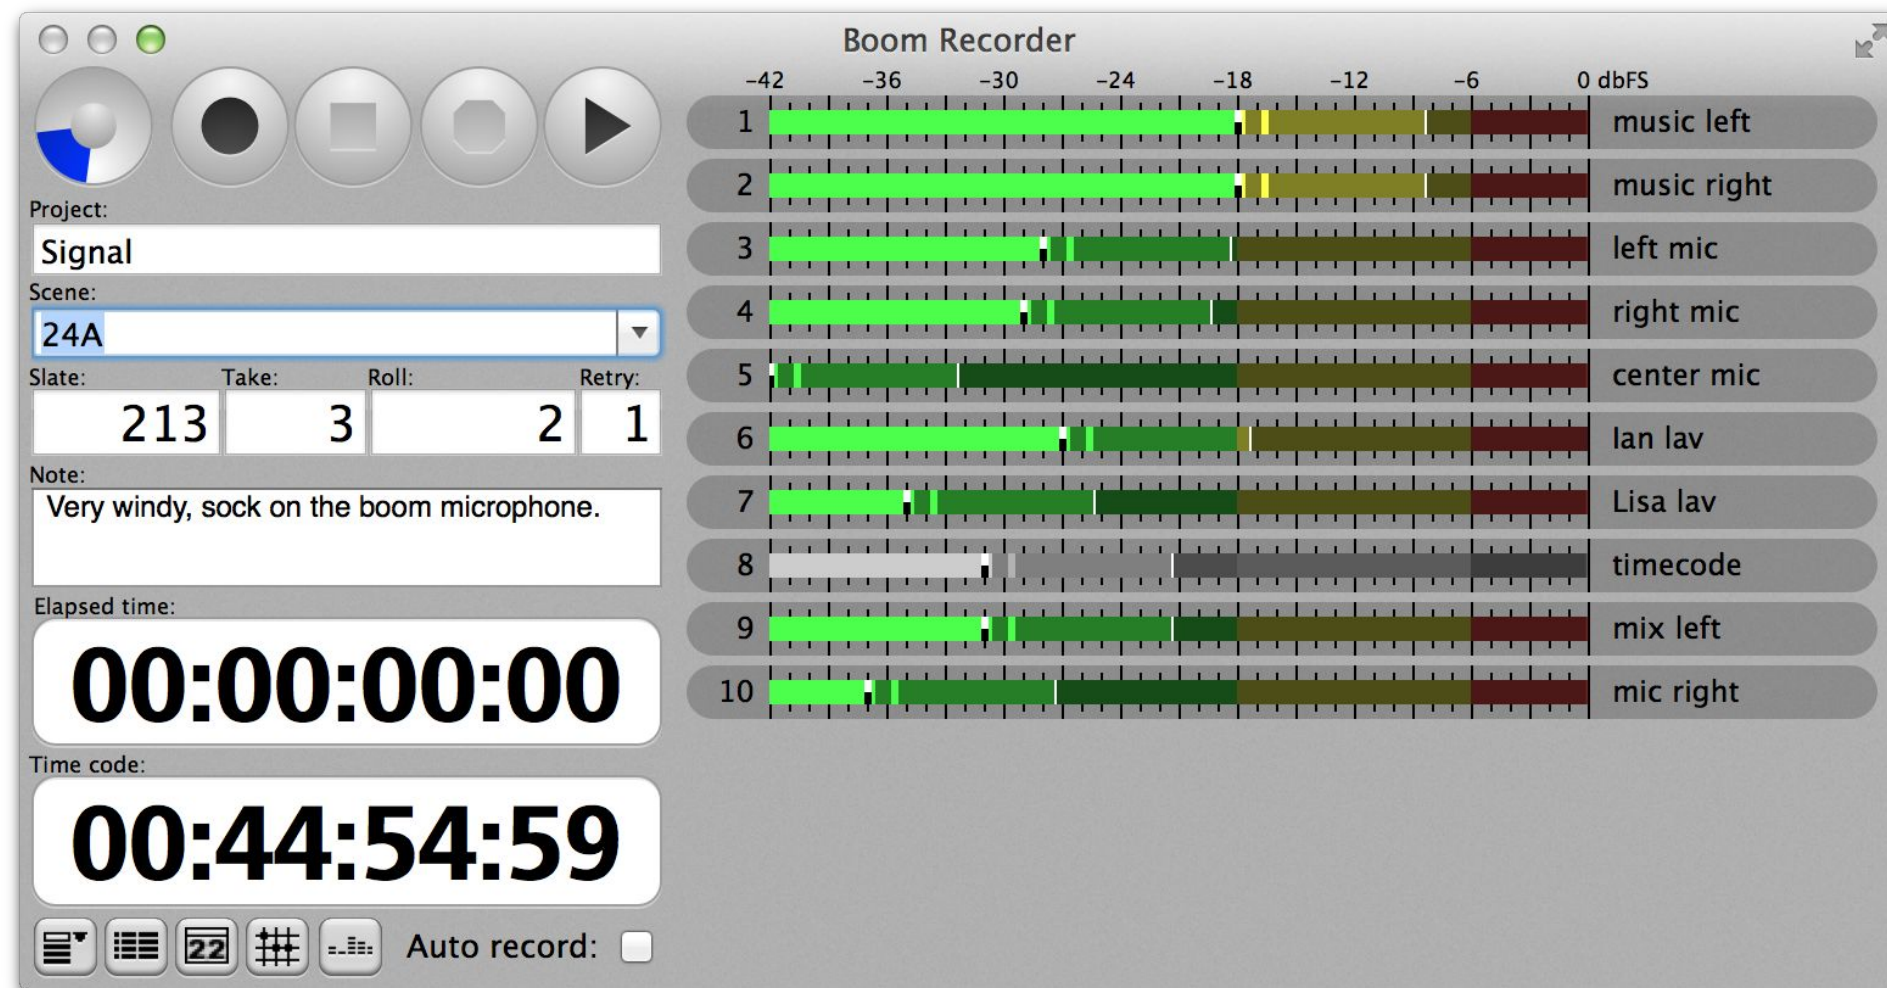 Boom Recorder
-42 -36 -30 -24 -18 -12 -6 0 dbFS
Project:
Signal
Scene:
24A
Slate: Take: Roll: Retry:
213 3 2 1
Note:
Very windy, sock on the boom microphone.
Elapsed time:
00:00:00:00
Time code:
00:44:54:59
22
Auto record:
1 music left
2 music right
3 left mic
4 right mic
5 center mic
6 Ian lav
7 Lisa lav
8 timecode
9 mix left
10 mic right